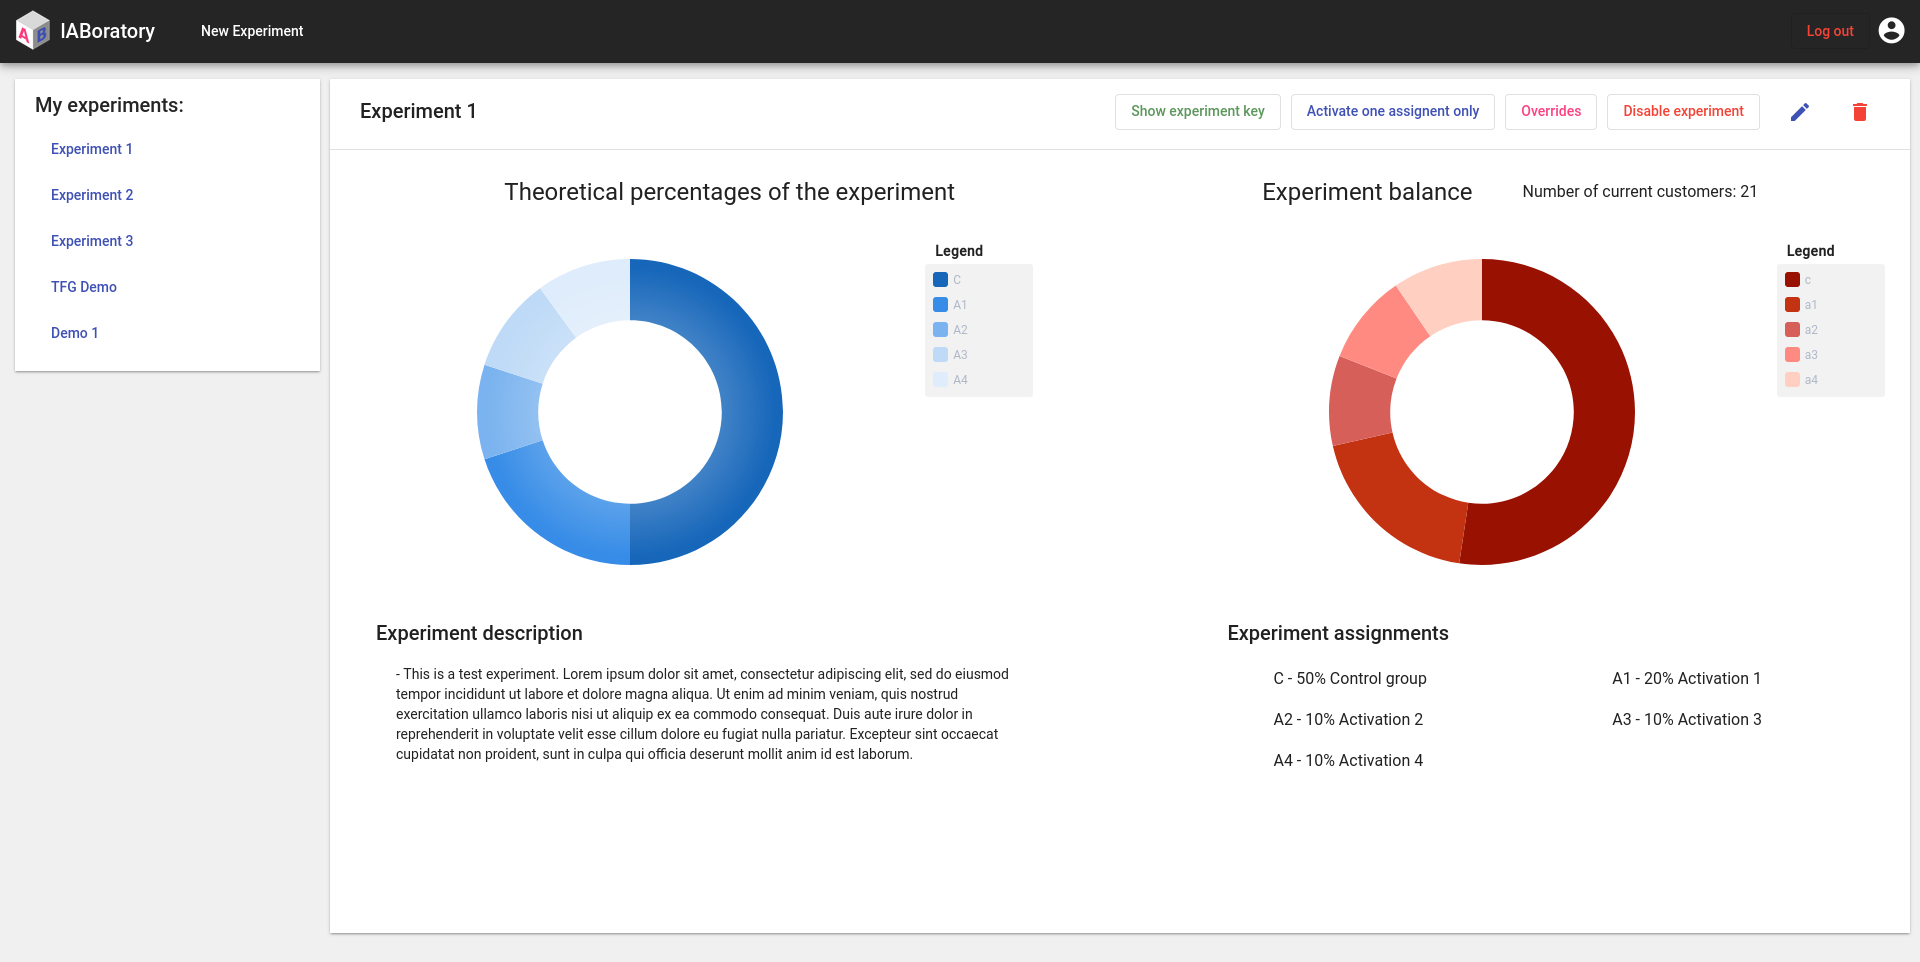 A B IABoratory New Experiment Log out
My experiments:
Experiment 1
Experiment 2
Experiment 3
TFG Demo
Demo 1
Experiment 1 Show experiment key Activate one assignent only Overrides Disable experiment
Theoretical percentages of the experiment
Legend
C
A1
A2
A3
A4
Experiment balance Number of current customers: 21
Legend
c
a1
a2
a3
a4
Experiment description
- This is a test experiment. Lorem ipsum dolor sit amet, consectetur adipiscing elit, sed do eiusmod
tempor incididunt ut labore et dolore magna aliqua. Ut enim ad minim veniam, quis nostrud
exercitation ullamco laboris nisi ut aliquip ex ea commodo consequat. Duis aute irure dolor in
reprehenderit in voluptate velit esse cillum dolore eu fugiat nulla pariatur. Excepteur sint occaecat
cupidatat non proident, sunt in culpa qui officia deserunt mollit anim id est laborum.
Experiment assignments
C - 50% Control group A1 - 20% Activation 1
A2 - 10% Activation 2 A3 - 10% Activation 3
A4 - 10% Activation 4